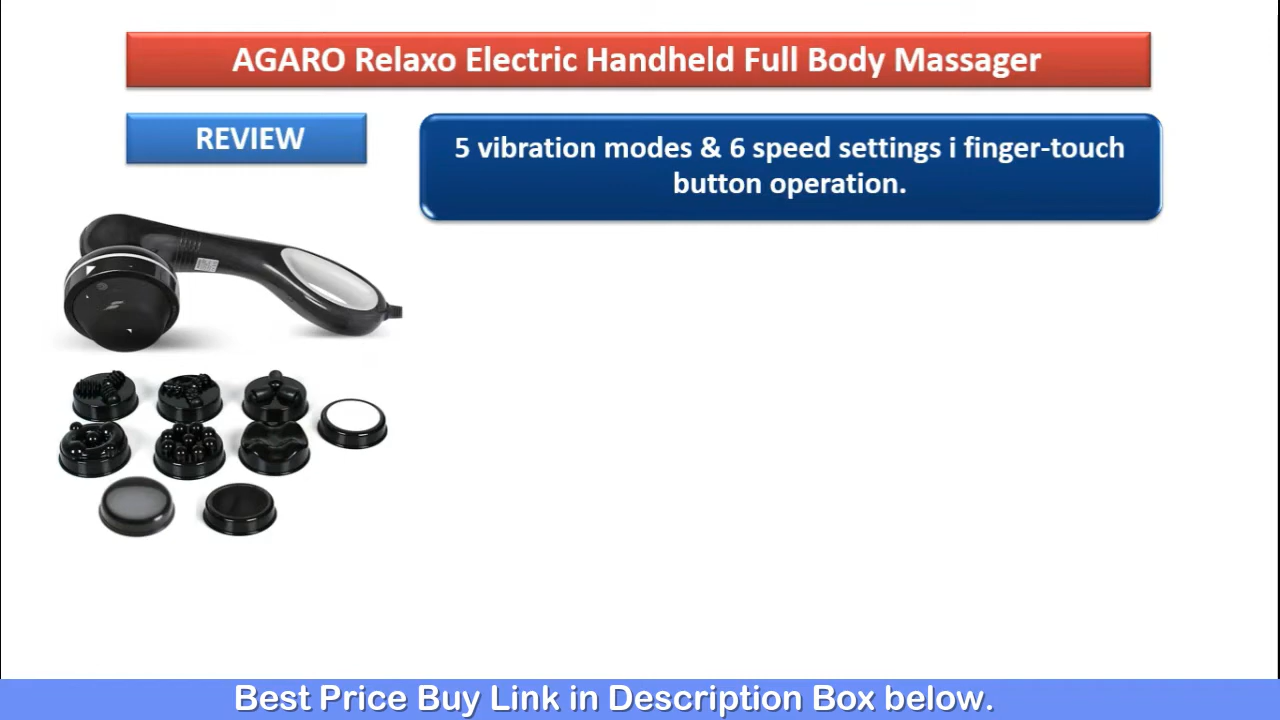 AGARO Relaxo Electric Handheld Full Body Massager
REVIEW
5 vibration modes & 6 speed settings i finger-touch
button operation.
Best Price Buy Link in Description Box below.